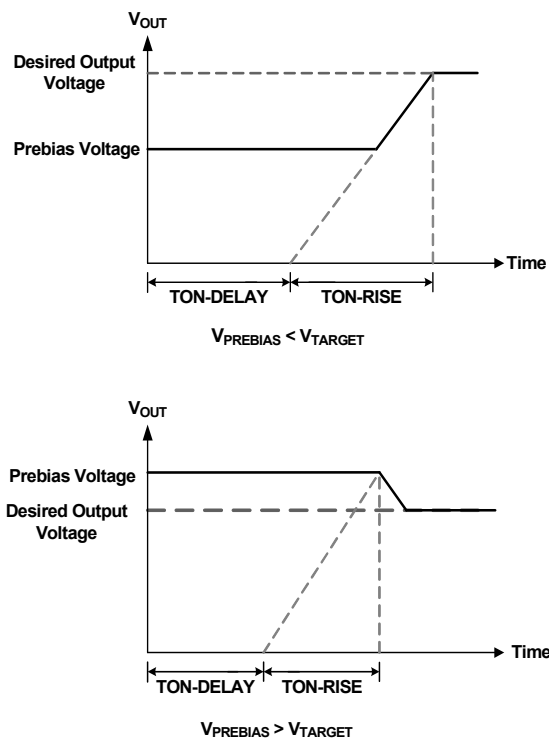 VOUT
Desired Output
Voltage
Prebias Voltage
Time
TON-DELAY TON-RISE
VPREBIAS < VTARGET
VOUT
Prebias Voltage
Desired Output
Voltage
Time
TON-DELAY TON-RISE
VPREBIAS > VTARGET